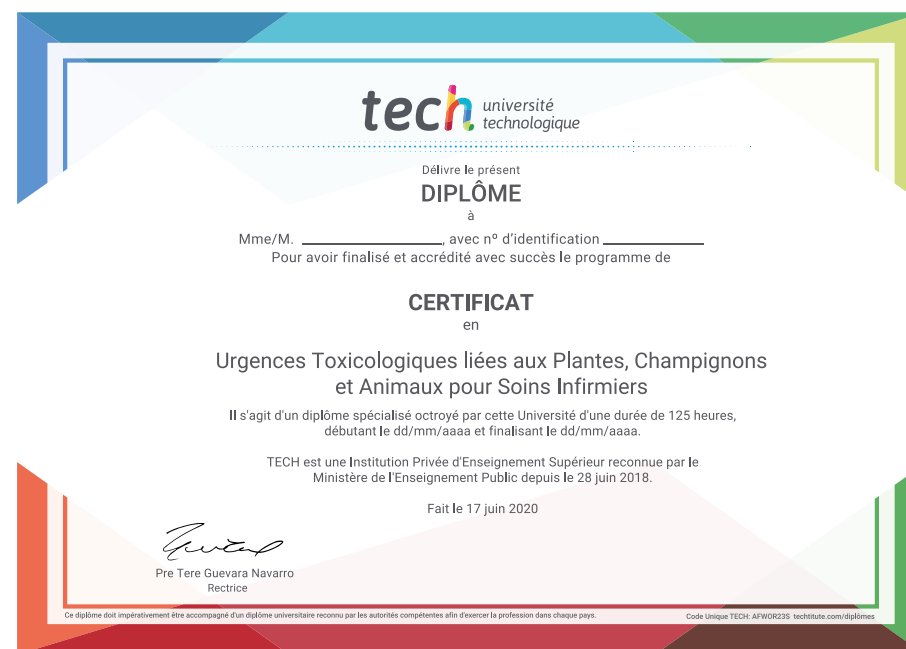 tech université
technologique
Délivre le présent
DIPLÔME
à
Mme/M. ____________________, avec nº d'identification ______________
Pour avoir finalisé et accrédité avec succès le programme de
CERTIFICAT
en
Urgences Toxicologiques liées aux Plantes, Champignons
et Animaux pour Soins Infirmiers
Il s'agit d'un diplôme spécialisé octroyé par cette Université d'une durée de 125 heures,
débutant le dd/mm/aaaa et finalisant le dd/mm/aaaa.
TECH est une Institution Privée d'Enseignement Supérieur reconnue par le
Ministère de l'Enseignement Public depuis le 28 juin 2018.
Fait le 17 juin 2020
Pre Tere Guevara Navarro
Rectrice
Ce diplôme doit impérativement être accompagné d'un diplôme universitaire reconnu par les autorités compétentes afin d'exercer la profession dans chaque pays.
Code Unique TECH: AFWOR23S techtitute.com/diplômes